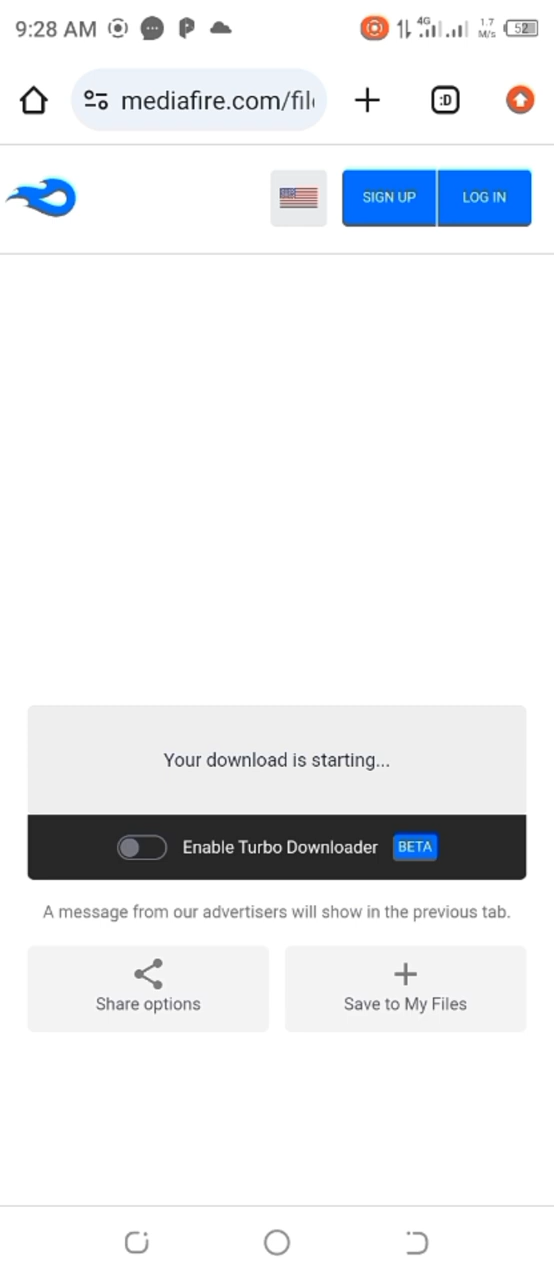 9:28 AM
4G
1.7
M/s
52
mediafire.com/fil
:D
SIGN UP
LOG IN
Your download is starting...
Enable Turbo Downloader BETA
A message from our advertisers will show in the previous tab.
Share options
Save to My Files